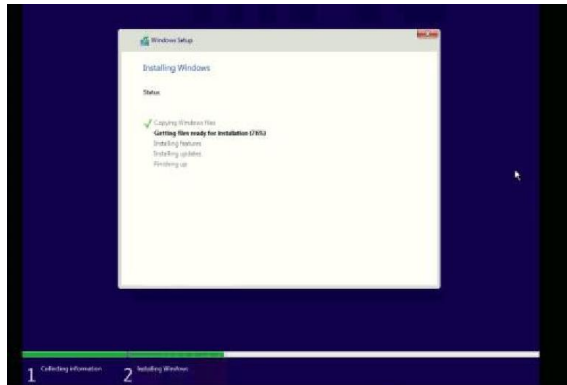 Windows Setup
Installing Windows
Status
Copying Windows files
Getting files ready for installation (76%)
Installing features
Installing updates
Finishing up
1 Collecting information
2 Installing Windows